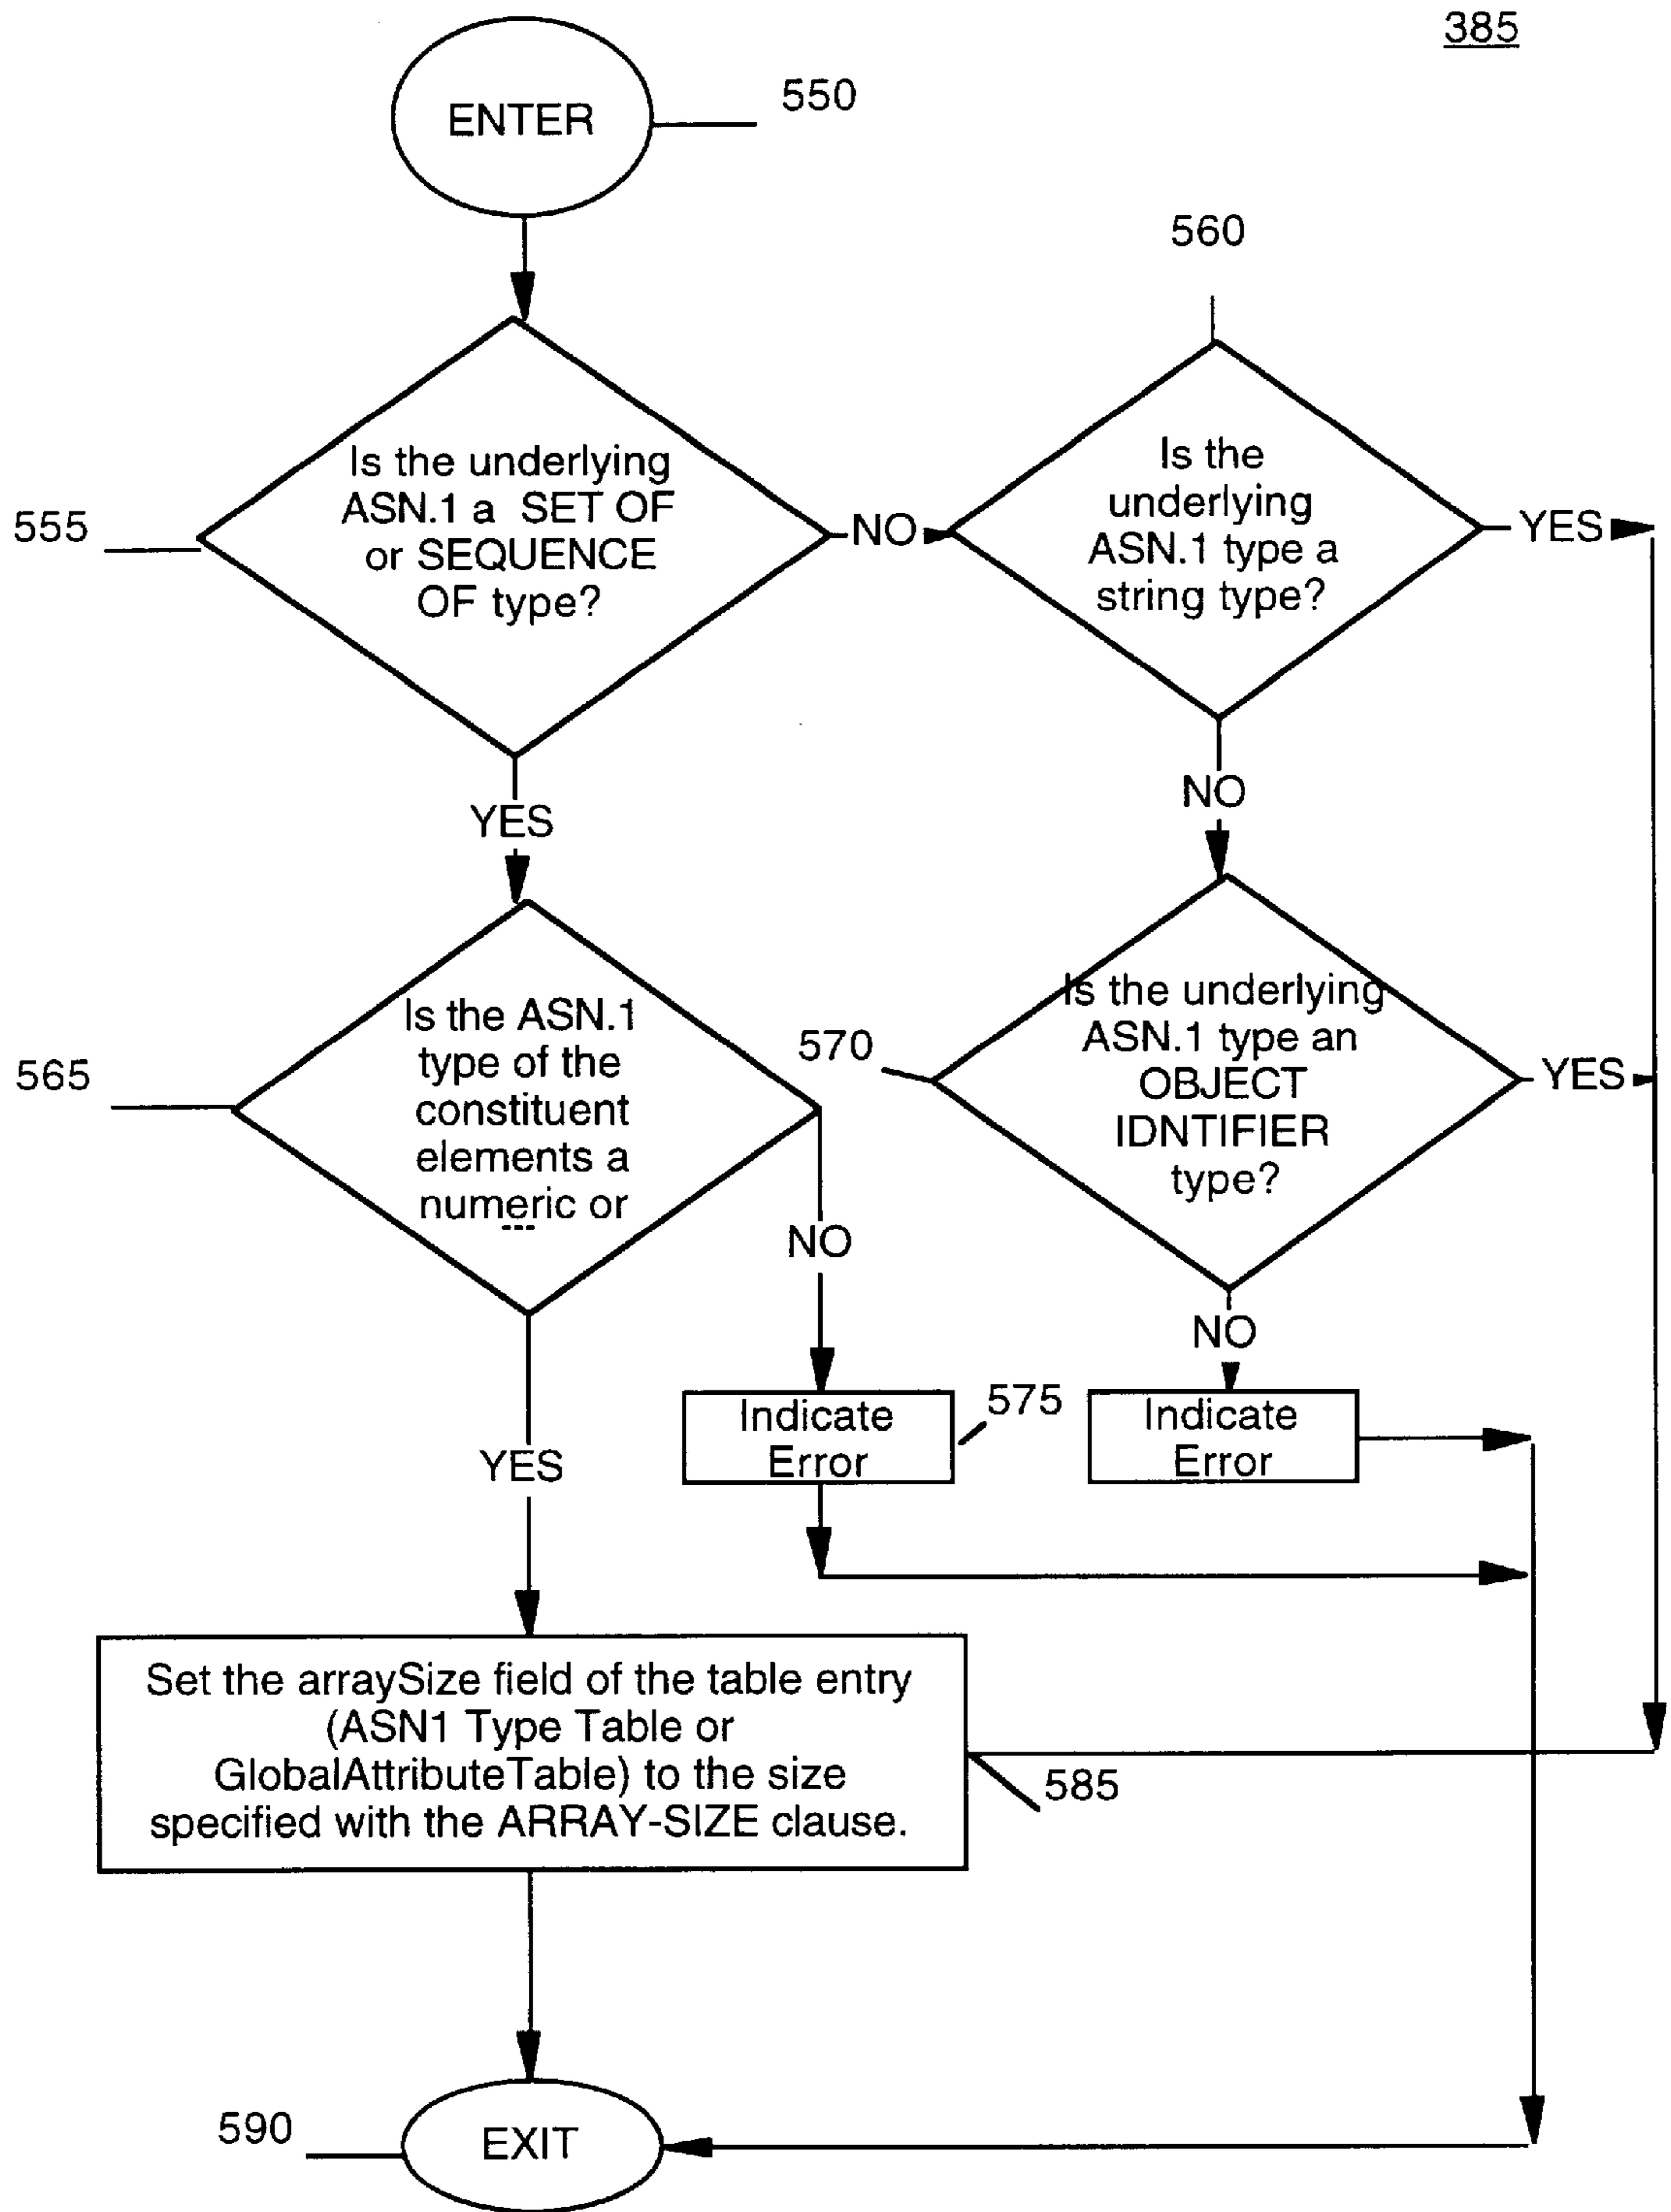 385
ENTER
550
560
Is the underlying
ASN.1 a SET OF
or SEQUENCE
OF type?
555
NO
Is the
underlying
ASN.1 type a
string type?
YES
YES
NO
Is the ASN.1
type of the
constituent
elements a
numeric or
565
570
Is the underlying
ASN.1 type an
OBJECT
IDNTIFIER
type?
YES
NO
NO
Indicate
Error
575
Indicate
Error
YES
Set the arraySize field of the table entry
(ASN1 Type Table or
GlobalAttributeTable) to the size
specified with the ARRAY-SIZE clause.
585
590
EXIT